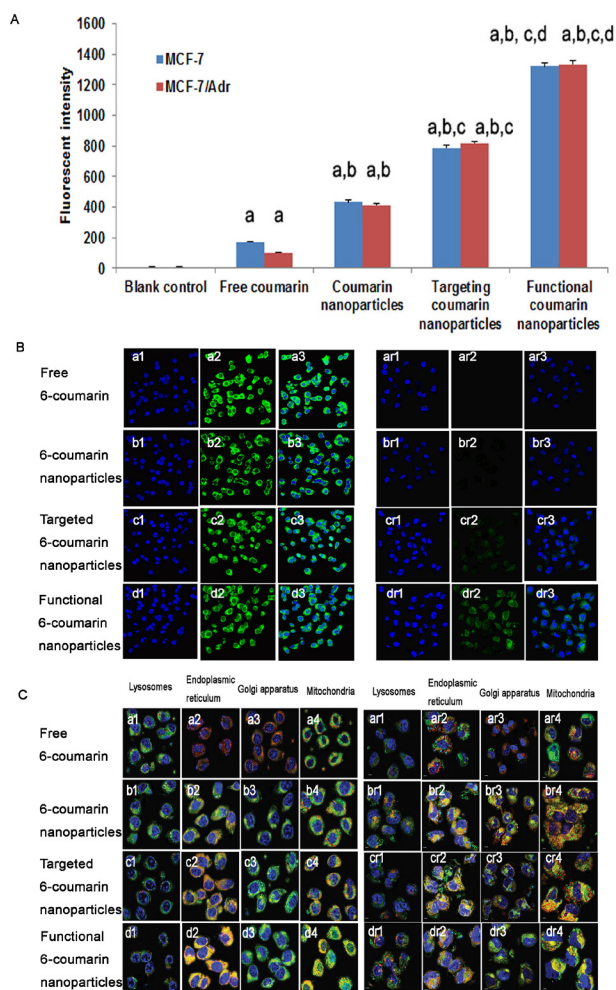 A
1600
1400
1200
1000
800
600
400
200
0
Fluorescent intensity
MCF-7
MCF-7/Adr
a a
a,b a,b
a,b,c a,b,c
a,b, c,d a,b,c,d
Blank control
Free coumarin
Coumarin
nanoparticles
Targeting
coumarin
nanoparticles
Functional
coumarin
nanoparticles
B
Free
6-coumarin
a1 a2 a3 ar1 ar2 ar3
6-coumarin
nanoparticles
b1 b2 b3 br1 br2 br3
Targeted
6-coumarin
nanoparticles
c1 c2 c3 cr1 cr2 cr3
Functional
6-coumarin
nanoparticles
d1 d2 d3 dr1 dr2 dr3
C
Lysosomes
Endoplasmic
reticulum
Golgi apparatus
Mitochondria
Lysosomes
Endoplasmic
reticulum
Golgi apparatus
Mitochondria
Free
6-coumarin
a1 a2 a3 a4 ar1 ar2 ar3 ar4
6-coumarin
nanoparticles
b1 b2 b3 b4 br1 br2 br3 br4
Targeted
6-coumarin
nanoparticles
c1 c2 c3 c4 cr1 cr2 cr3 cr4
Functional
6-coumarin
nanoparticles
d1 d2 d3 d4 dr1 dr2 dr3 dr4